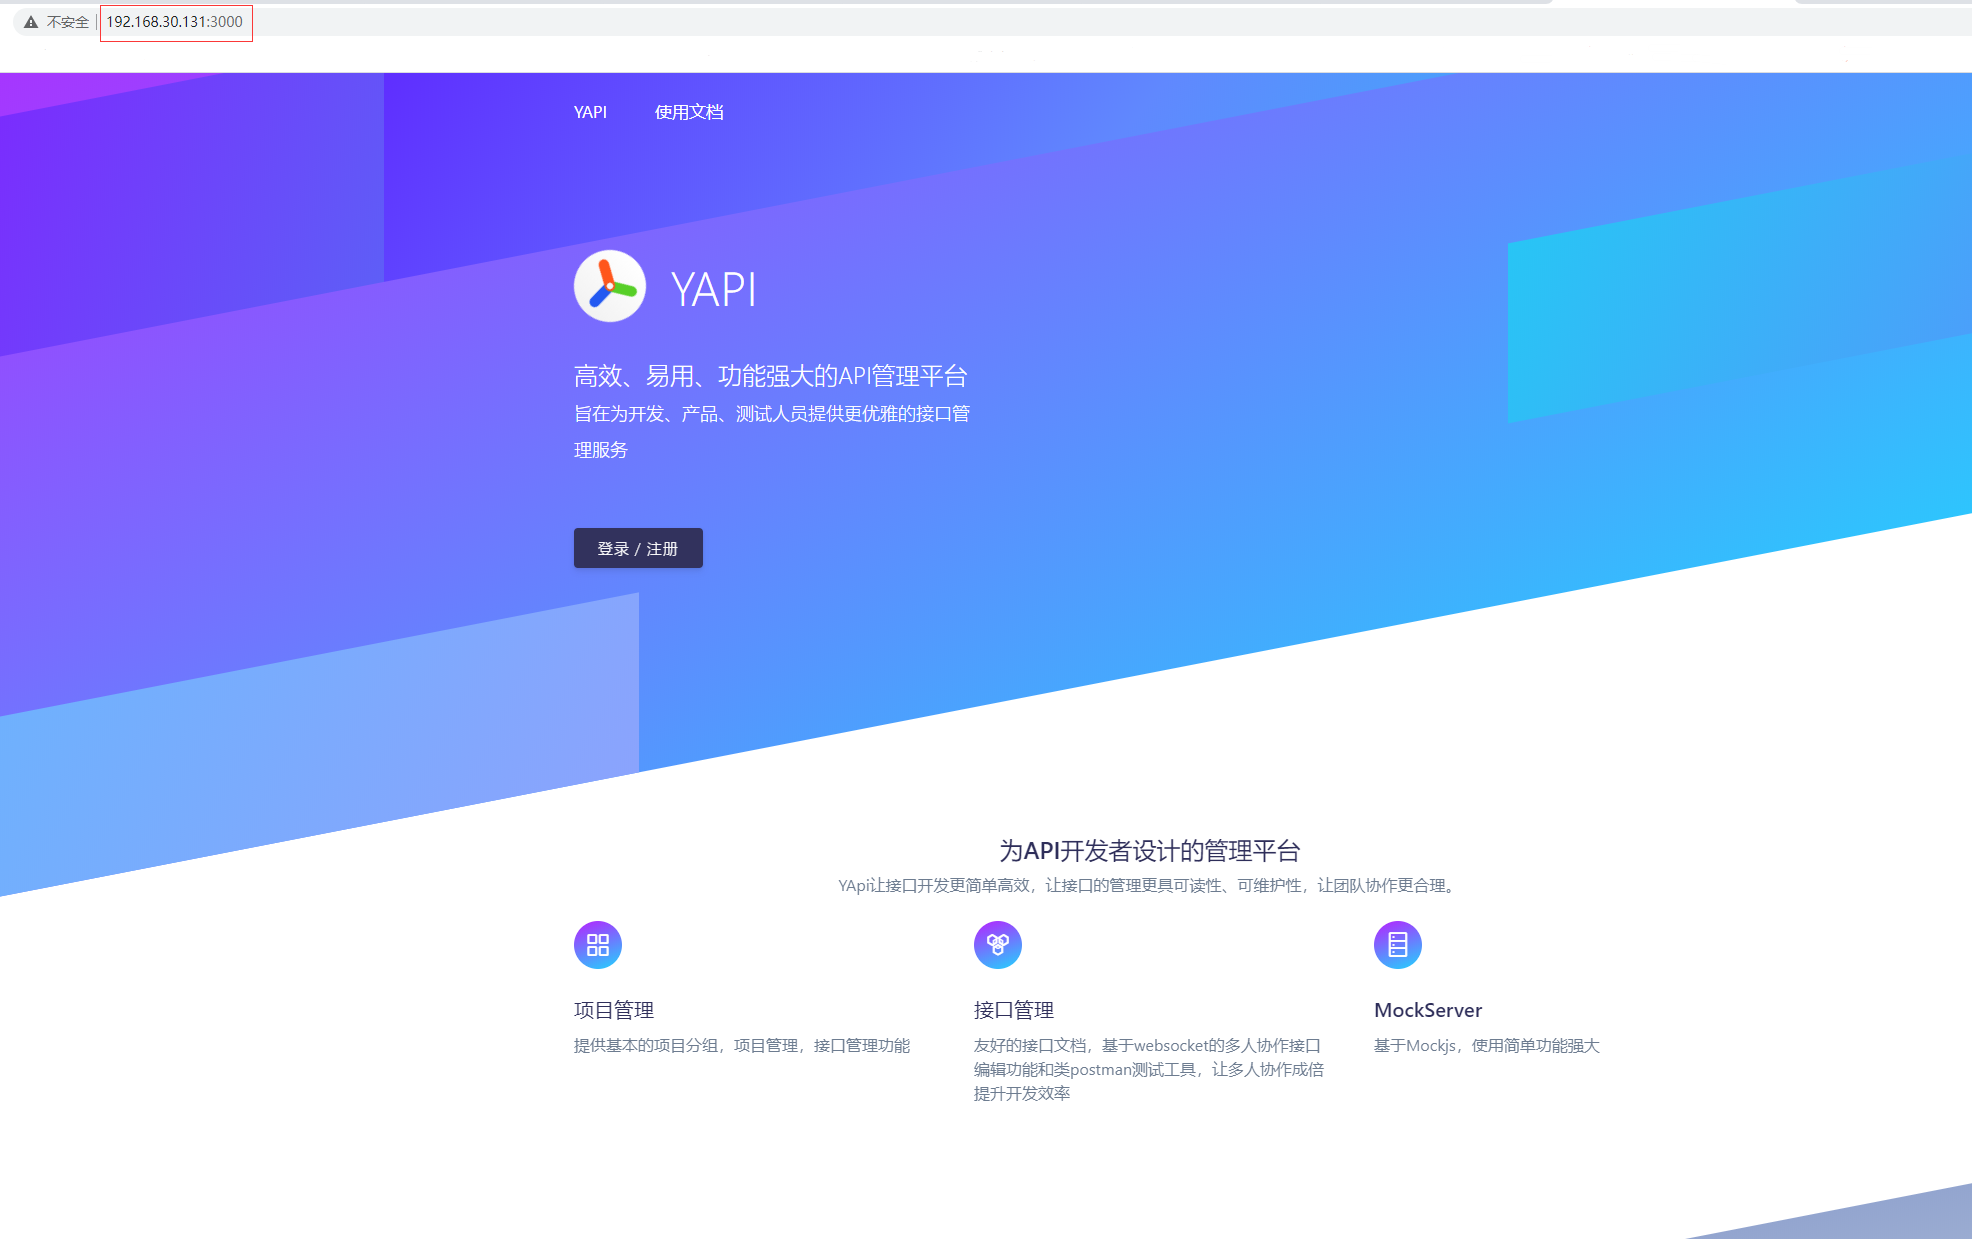 不安全 | 192.168.30.131:3000
YAPI 使用文档
YAPI
高效、易用、功能强大的API管理平台
旨在为开发、产品、测试人员提供更优雅的接口管
理服务
登录 / 注册
为API开发者设计的管理平台
YApi让接口开发更简单高效，让接口的管理更具可读性、可维护性，让团队协作更合理。
项目管理
提供基本的项目分组，项目管理，接口管理功能
接口管理
友好的接口文档，基于websocket的多人协作接口
编辑功能和类postman测试工具，让多人协作成倍
提升开发效率
MockServer
基于Mockjs，使用简单功能强大